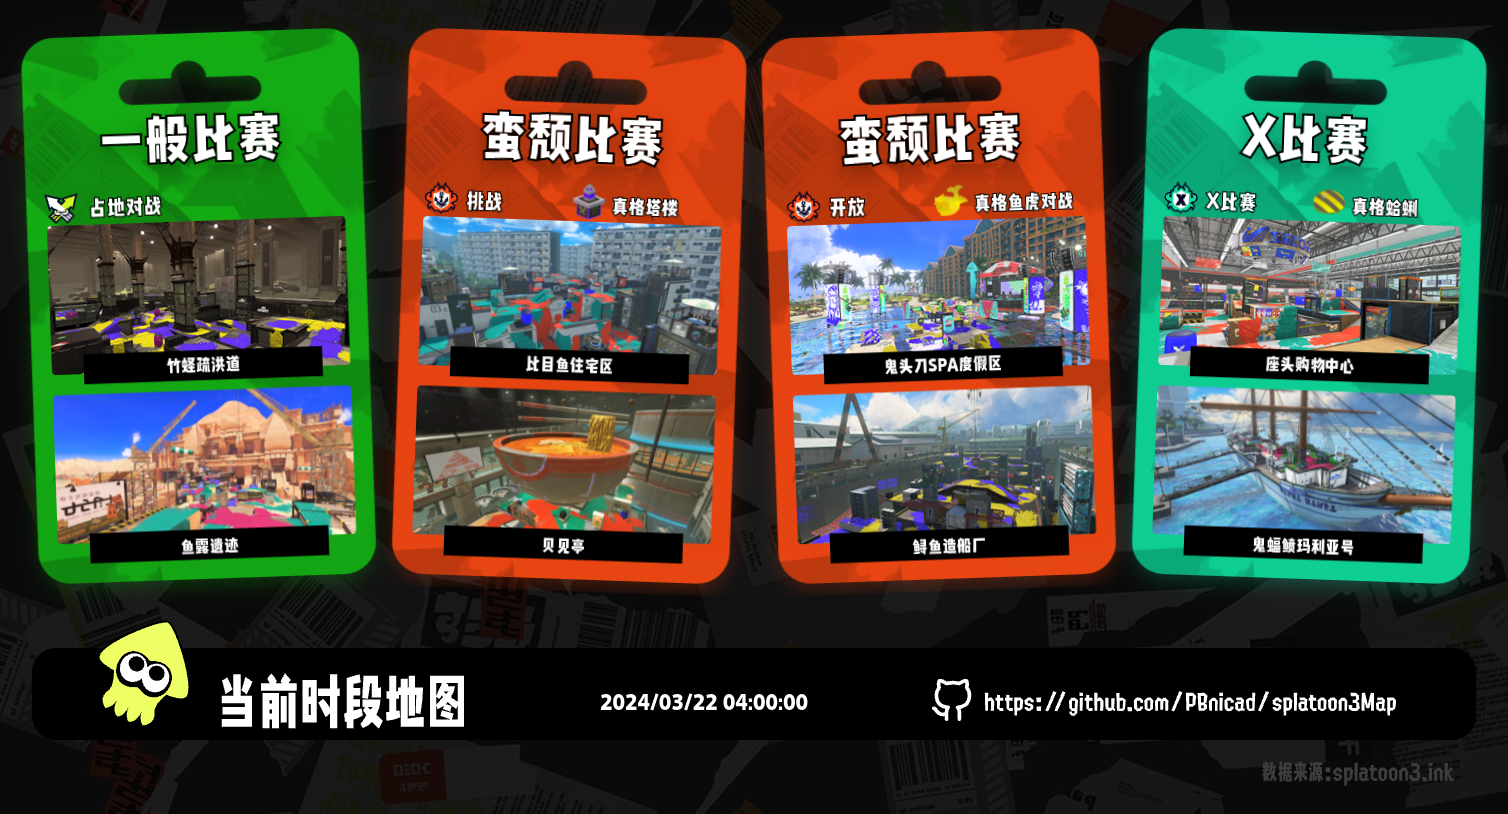 一般比赛
占地对战
竹蛏疏洪道
鱼露遗迹
蛮颓比赛
挑战
真格塔楼
比目鱼住宅区
贝见亭
蛮颓比赛
开放
真格鱼虎对战
鬼头刀SPA度假区
鲟鱼造船厂
X比赛
X比赛
真格蛤蜊
座头购物中心
鬼蝠鲼玛利亚号
当前时段地图
2024/03/22 04:00:00
https://github.com/PBnicad/splatoon3Map
数据来源:splatoon3.ink